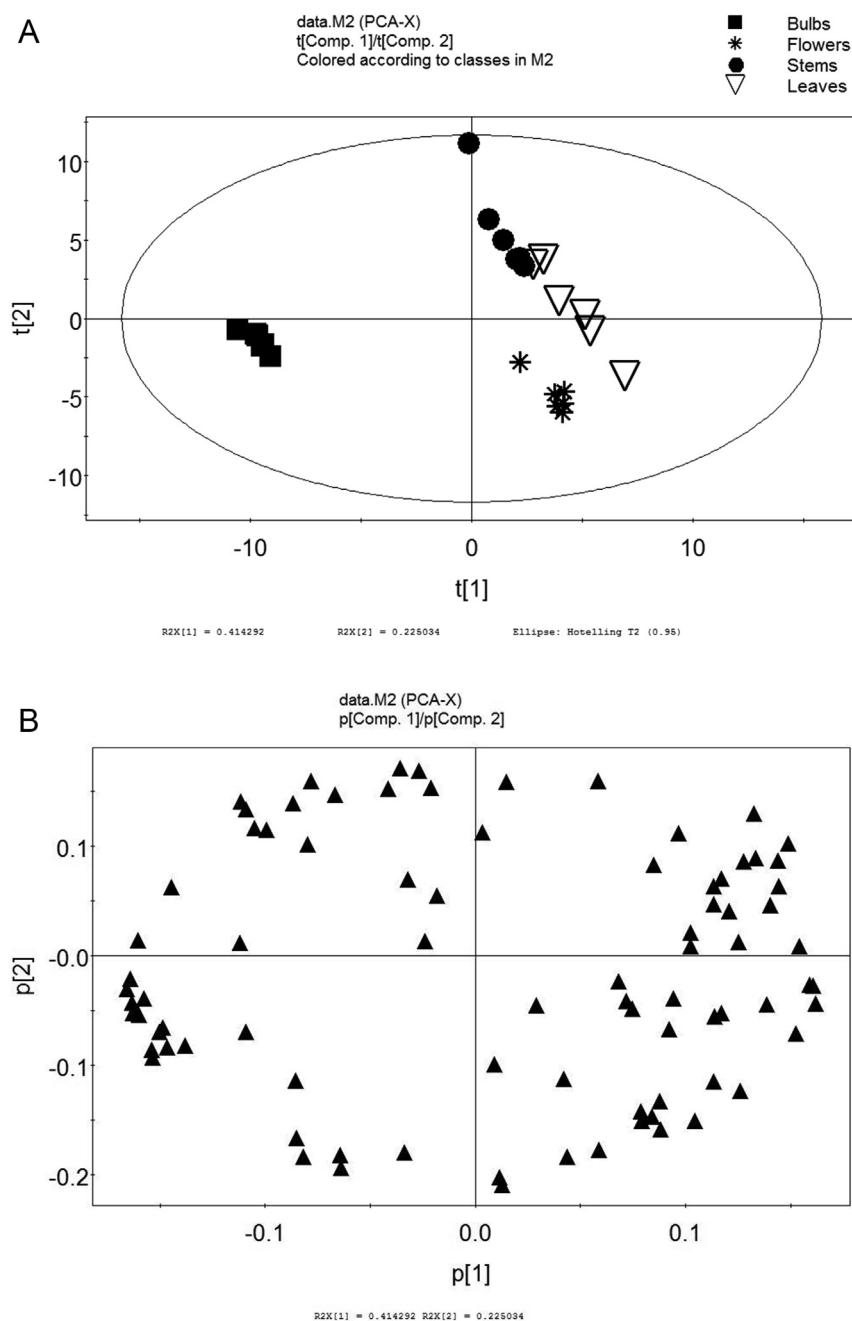 A
data.M2 (PCA-X)
t[Comp. 1]/t[Comp. 2]
Colored according to classes in M2
Bulbs
Flowers
Stems
Leaves
10
5
0
-5
-10
t[2]
-10
0
10
t[1]
R2X[1] = 0.414292 R2X[2] = 0.225034 Ellipse: Hotelling T2 (0.95)
B
data.M2 (PCA-X)
p[Comp. 1]/p[Comp. 2]
0.1
-0.0
-0.1
-0.2
p[2]
-0.1
0.0
0.1
p[1]
R2X[1] = 0.414292 R2X[2] = 0.225034